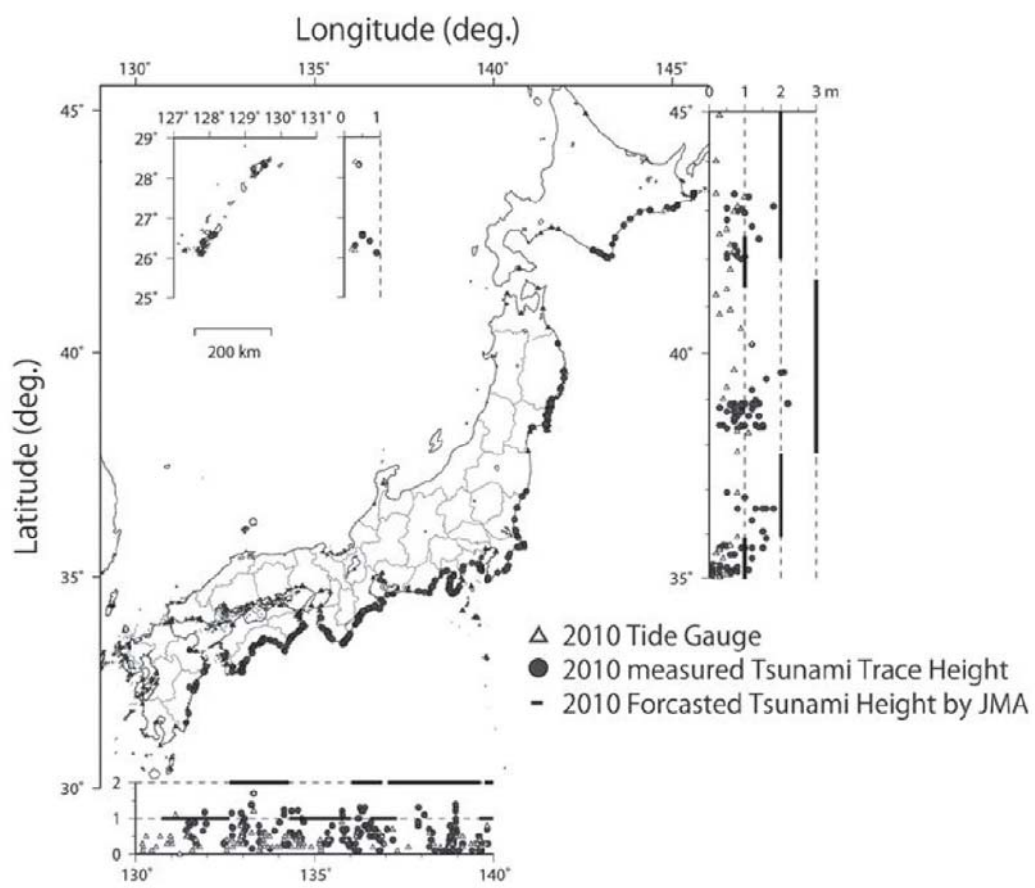 Longitude (deg.)
130° 135° 140° 145°
0 1 2 3 m
45° 45°
127° 128° 129° 130° 131° 0 1
29°
28°
27°
26°
25°
200 km
40° 40°
Latitude (deg.)
35° 35°
2010 Tide Gauge
2010 measured Tsunami Trace Height
2010 Forcasted Tsunami Height by JMA
30°
2
1
0
130° 135° 140°